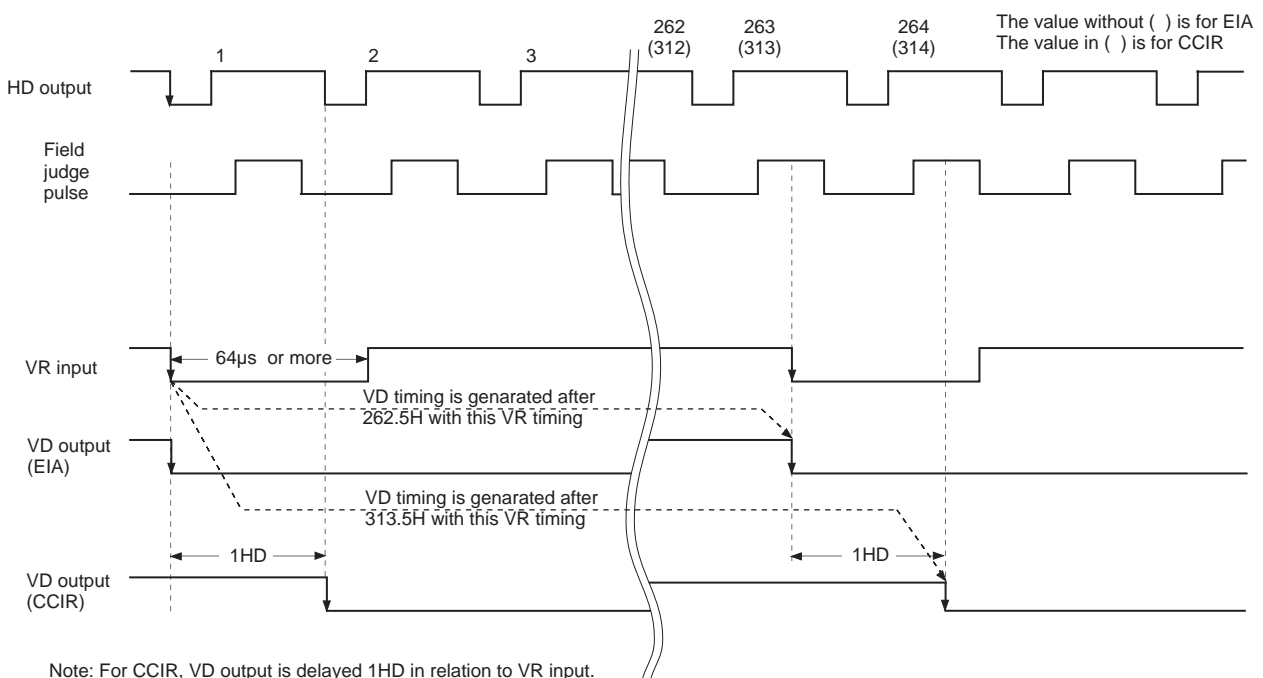 The value without ( ) is for EIA
The value in ( ) is for CCIR
1
2
3
262
(312)
263
(313)
264
(314)
HD output
Field
judge
pulse
VR input
64μs or more
VD timing is genarated after
262.5H with this VR timing
VD output
(EIA)
VD timing is genarated after
313.5H with this VR timing
1HD
1HD
VD output
(CCIR)
Note: For CCIR, VD output is delayed 1HD in relation to VR input.